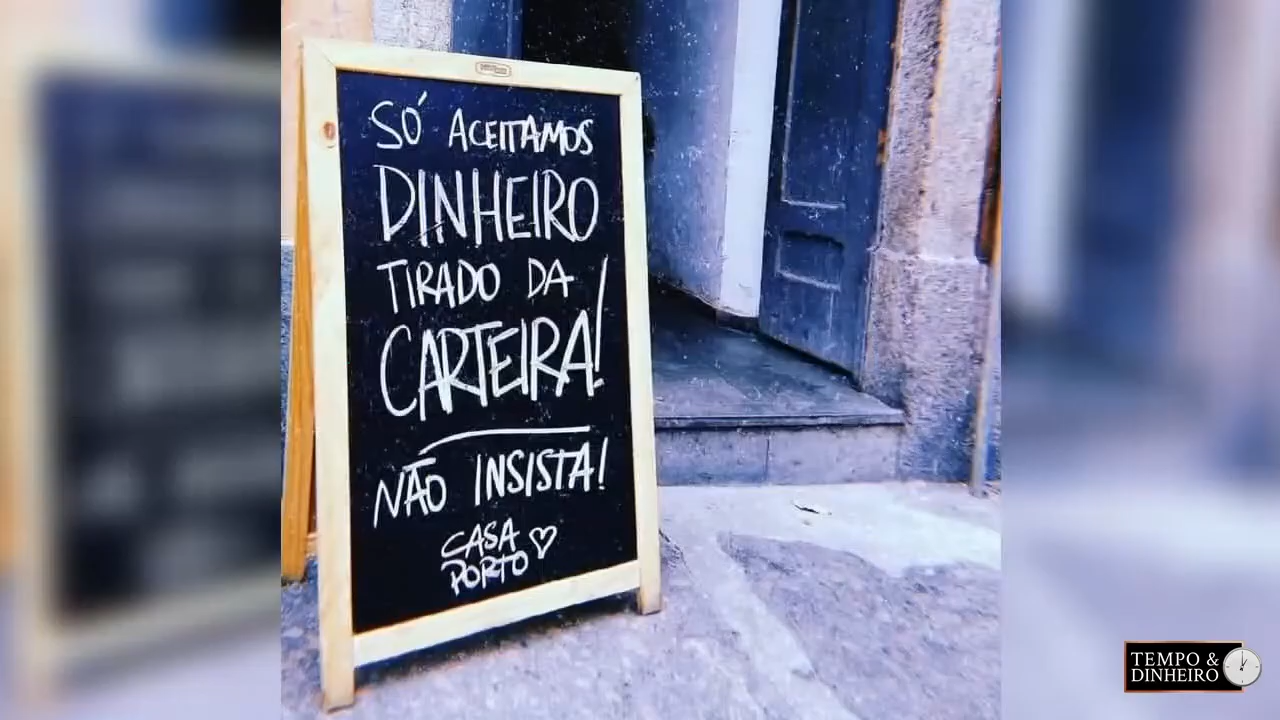 SÓ ACEITAMOS
DINHEIRO
TIRADO DA
CARTEIRA!
NÃO INSISTA!
CASA
PORTO
TEMPO &
DINHEIRO